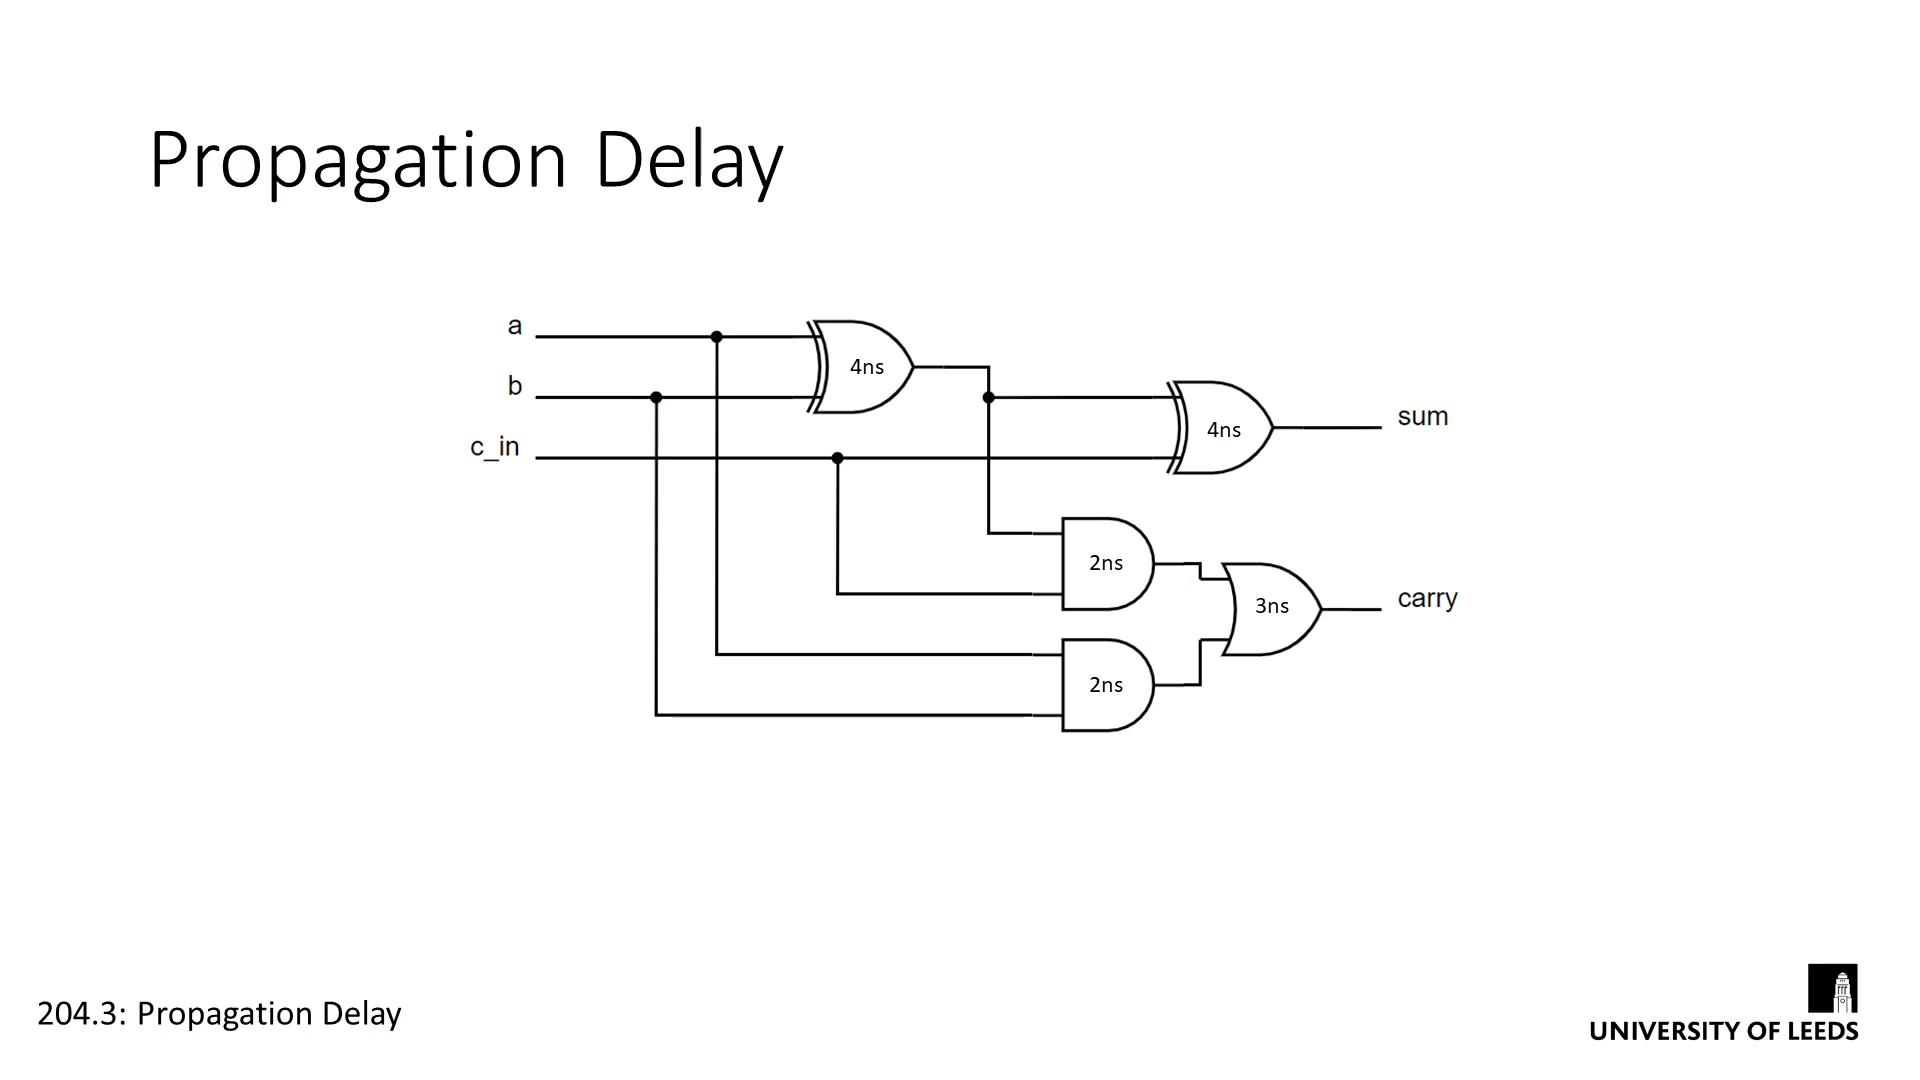 Propagation Delay
a
b
c_in
4ns
4ns
sum
2ns
3ns
carry
2ns
204.3: Propagation Delay
UNIVERSITY OF LEEDS